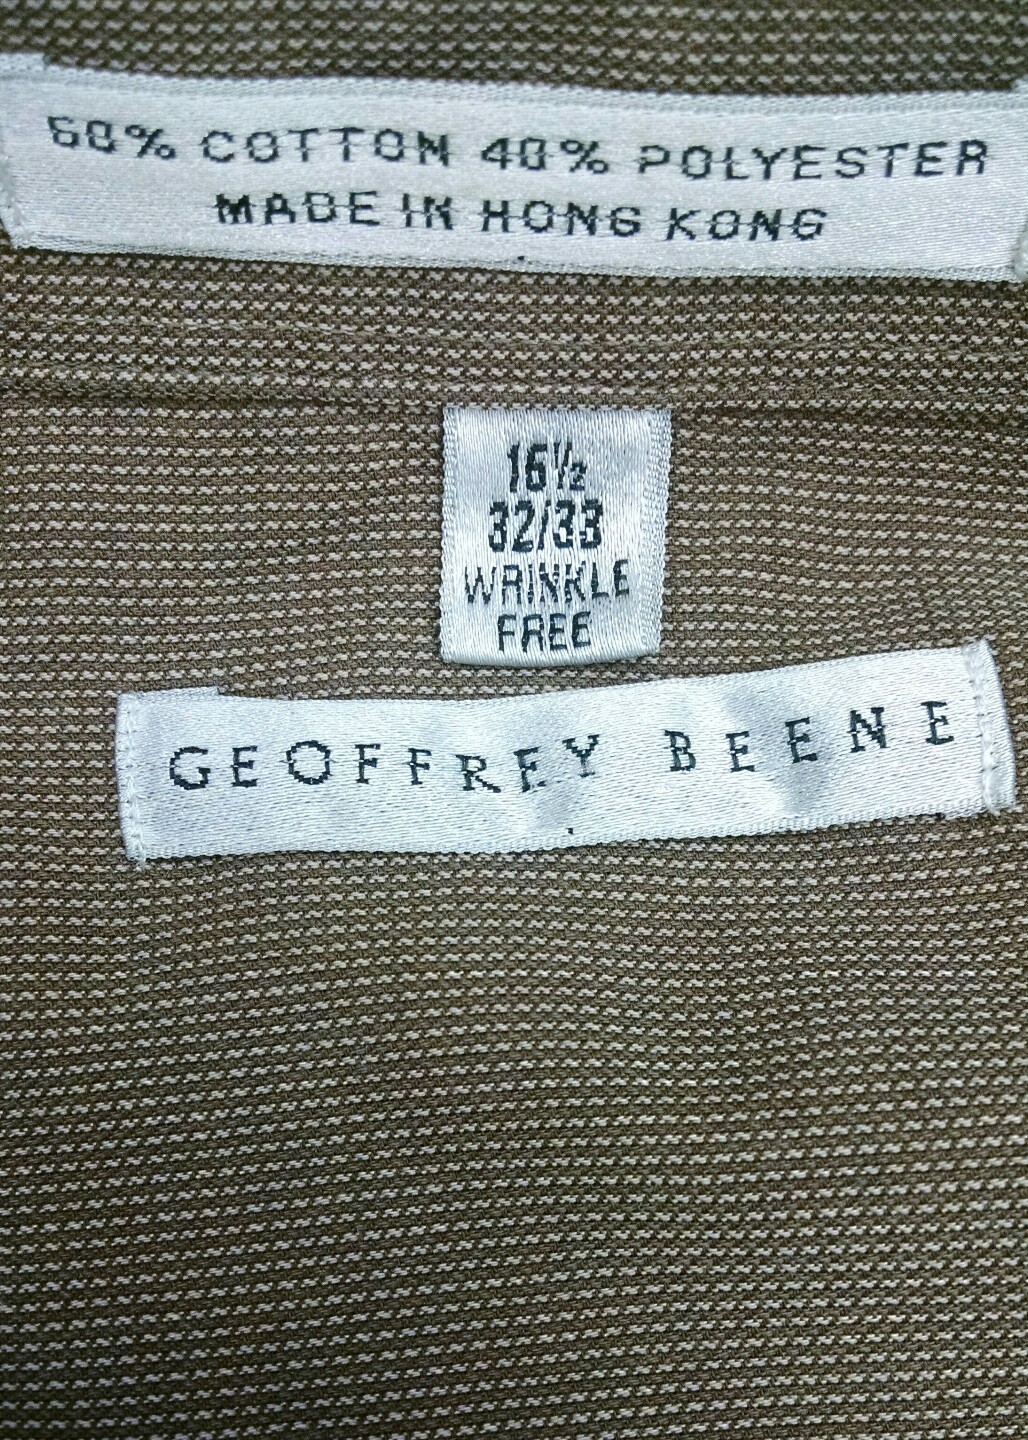 60% COTTON 40% POLYESTER
MADE IN HONG KONG
16½
32/33
WRINKLE
FREE
GEOFFREY BEENE